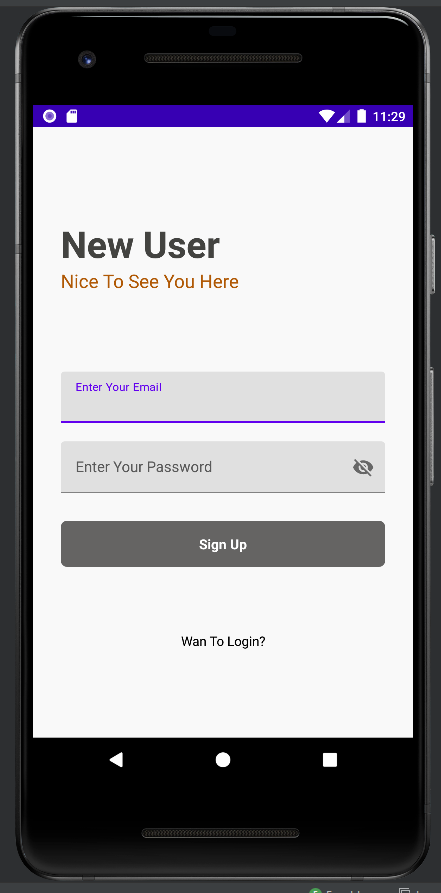 11:29
New User
Nice To See You Here
Enter Your Email
Enter Your Password
Sign Up
Wan To Login?